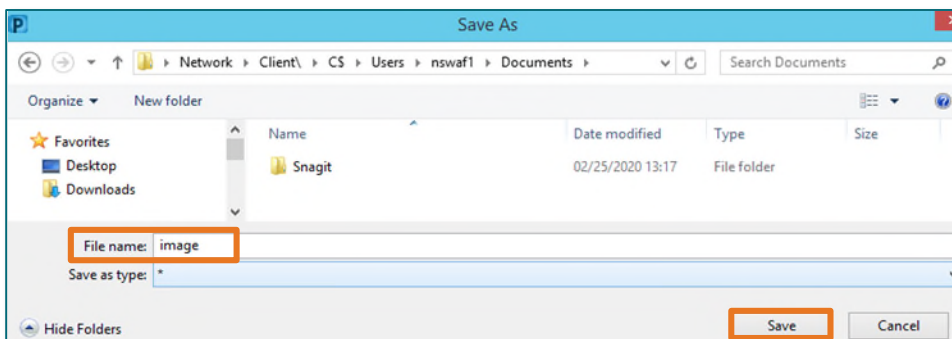 P Save As
Network Client\ C$ Users nswaf1 Documents Search Documents
Organize New folder
Favorites
Desktop
Downloads
Name Date modified Type Size
Snagit 02/25/2020 13:17 File folder
File name: image
Save as type: *
Hide Folders Save Cancel